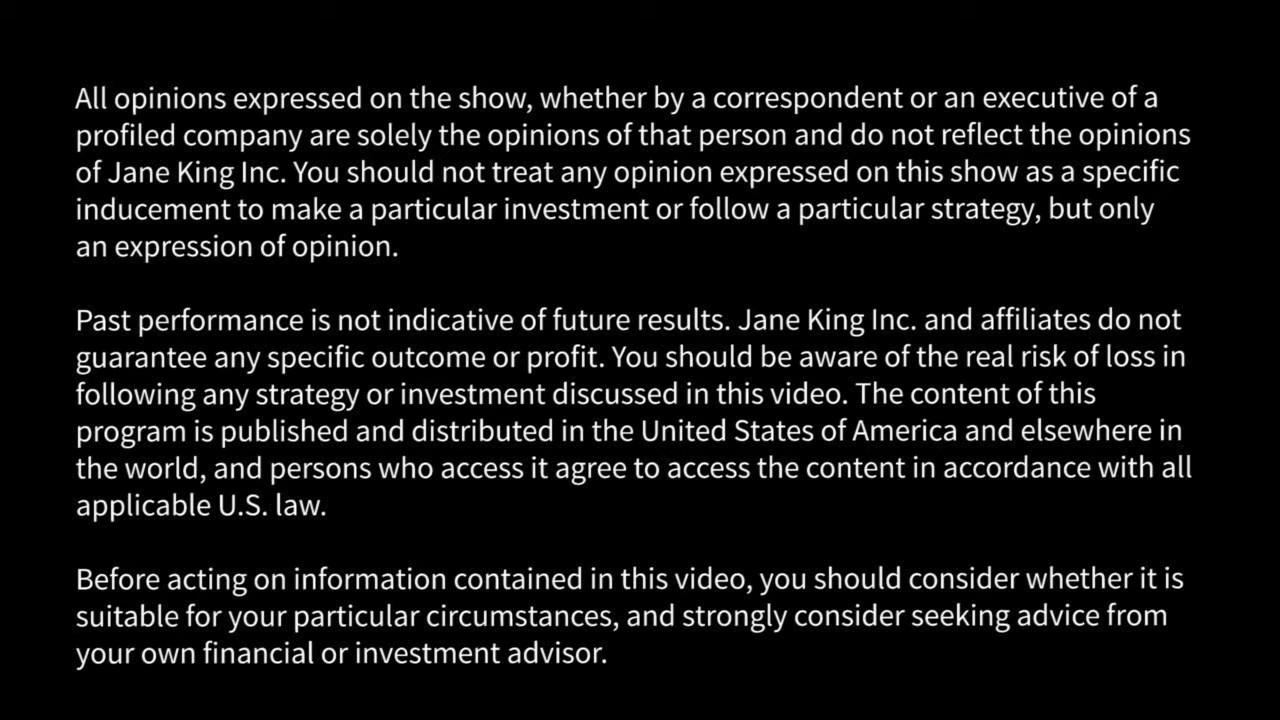 All opinions expressed on the show, whether by a correspondent or an executive of a
profiled company are solely the opinions of that person and do not reflect the opinions
of Jane King Inc. You should not treat any opinion expressed on this show as a specific
inducement to make a particular investment or follow a particular strategy, but only
an expression of opinion.
Past performance is not indicative of future results. Jane King Inc. and affiliates do not
guarantee any specific outcome or profit. You should be aware of the real risk of loss in
following any strategy or investment discussed in this video. The content of this
program is published and distributed in the United States of America and elsewhere in
the world, and persons who access it agree to access the content in accordance with all
applicable U.S. law.
Before acting on information contained in this video, you should consider whether it is
suitable for your particular circumstances, and strongly consider seeking advice from
your own financial or investment advisor.